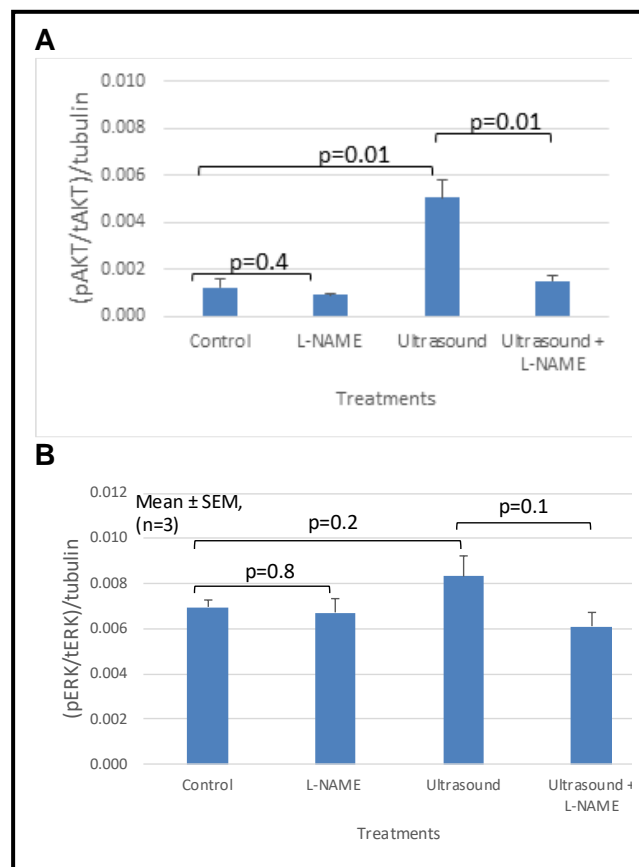 A
(pAKT/tAKT)/tubulin
0.010
0.008
0.006
0.004
0.002
0.000
p=0.01
p=0.01
p=0.4
Control
L-NAME
Ultrasound
Ultrasound +
L-NAME
Treatments
B
(pERK/tERK)/tubulin
0.012
0.010
0.008
0.006
0.004
0.002
0.000
Mean ± SEM,
(n=3)
p=0.2
p=0.1
p=0.8
Control
L-NAME
Ultrasound
Ultrasound +
L-NAME
Treatments